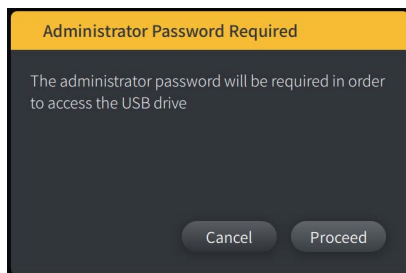 Administrator Password Required
The administrator password will be required in order
to access the USB drive
Cancel
Proceed